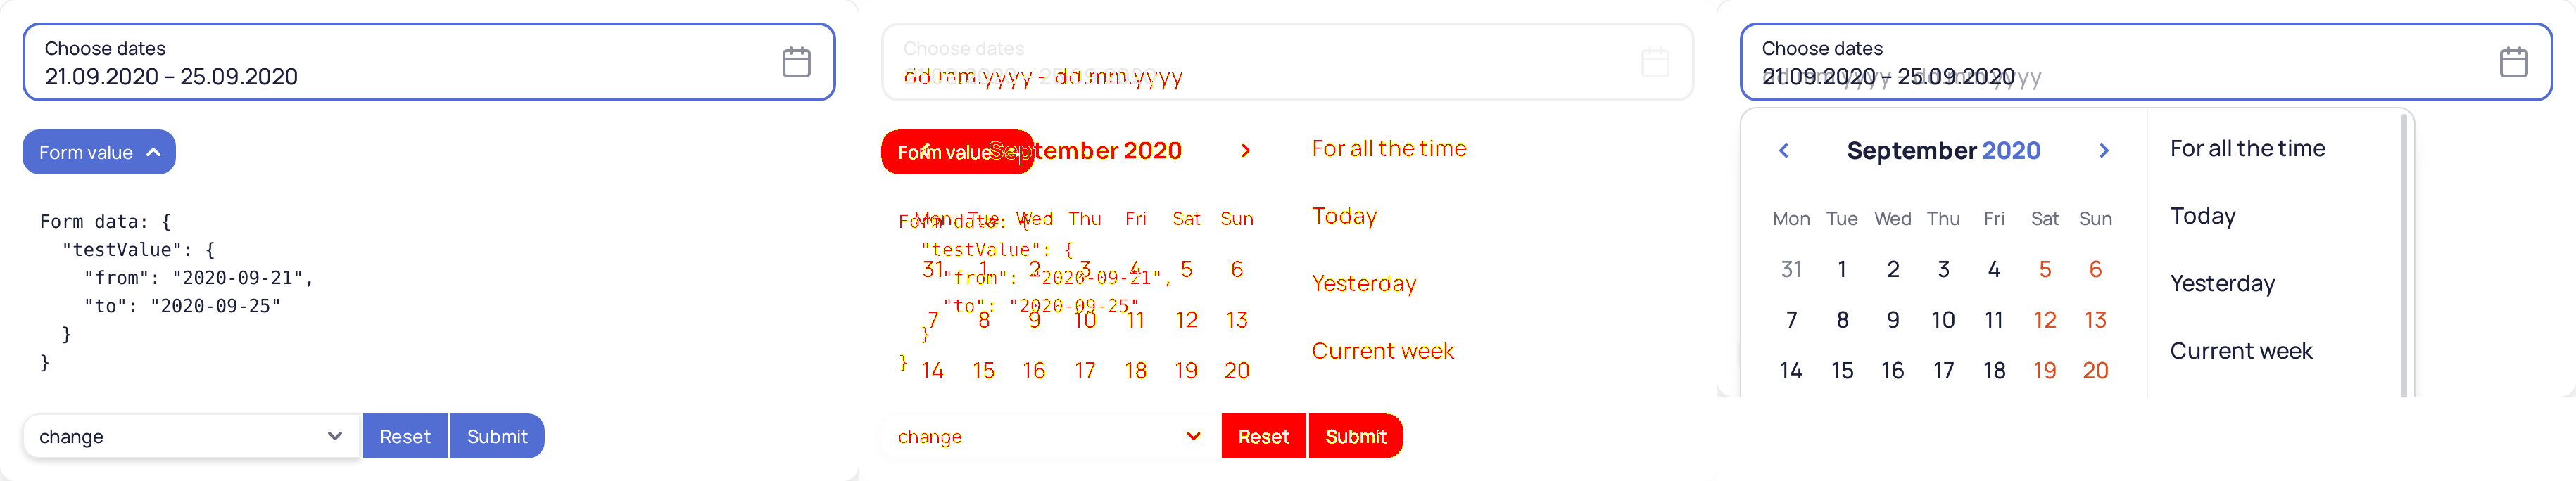 Choose dates
21.09.2020 – 25.09.2020
Form value
Form data: {
"testValue": {
"from": "2020-09-21",
"to": "2020-09-25"
}
}
change
Reset
Submit
Choose dates
dd.mm.yyyy – dd.mm.yyyy
Form value
September 2020
For all the time
Mon Tue Wed Thu Fri Sat Sun
Form data: {
Today
"testValue": {
31 1 2 3 4 5 6
"from": "2020-09-21",
Yesterday
"to": "2020-09-25"
7 8 9 10 11 12 13
}
Current week
}
14 15 16 17 18 19 20
change
Reset
Submit
Choose dates
21.09.2020 – 25.09.2020
dd.mm.yyyy – dd.mm.yyyy
September 2020
Mon Tue Wed Thu Fri Sat Sun
31 1 2 3 4 5 6
7 8 9 10 11 12 13
14 15 16 17 18 19 20
For all the time
Today
Yesterday
Current week